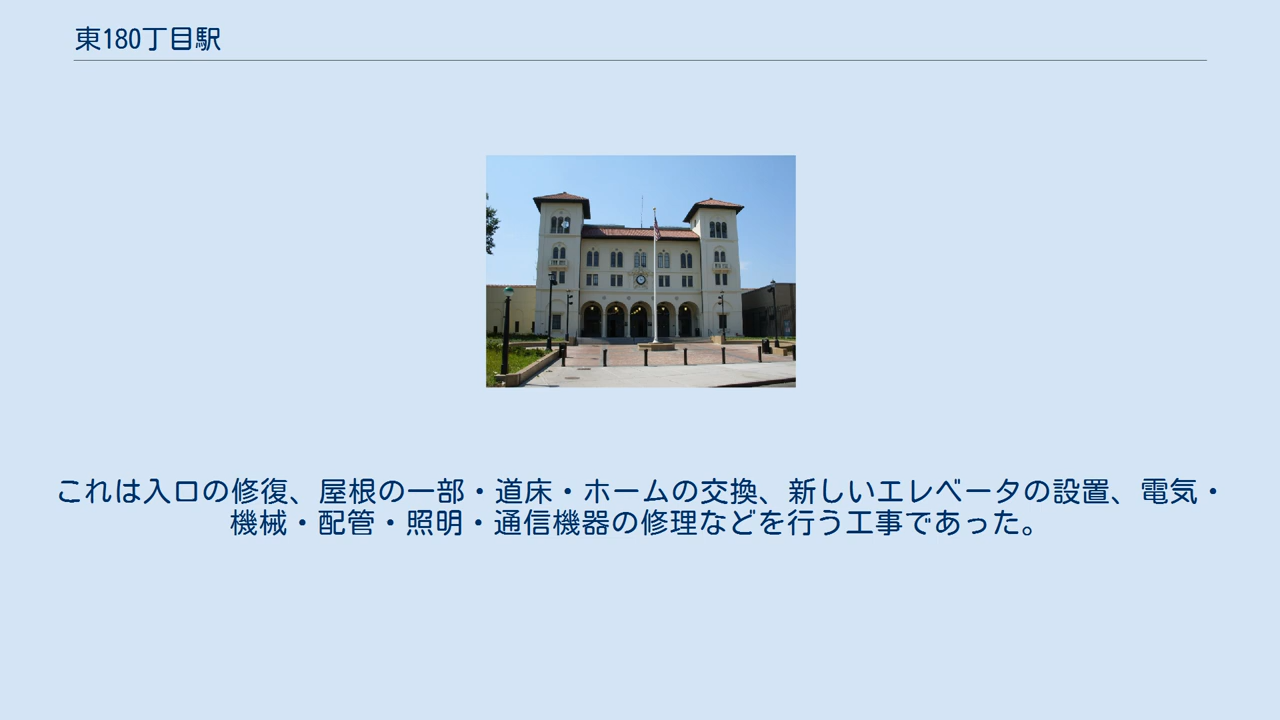 東180丁目駅
これは入口の修復、屋根の一部・道床・ホームの交換、新しいエレベータの設置、電気・
機械・配管・照明・通信機器の修理などを行う工事であった。